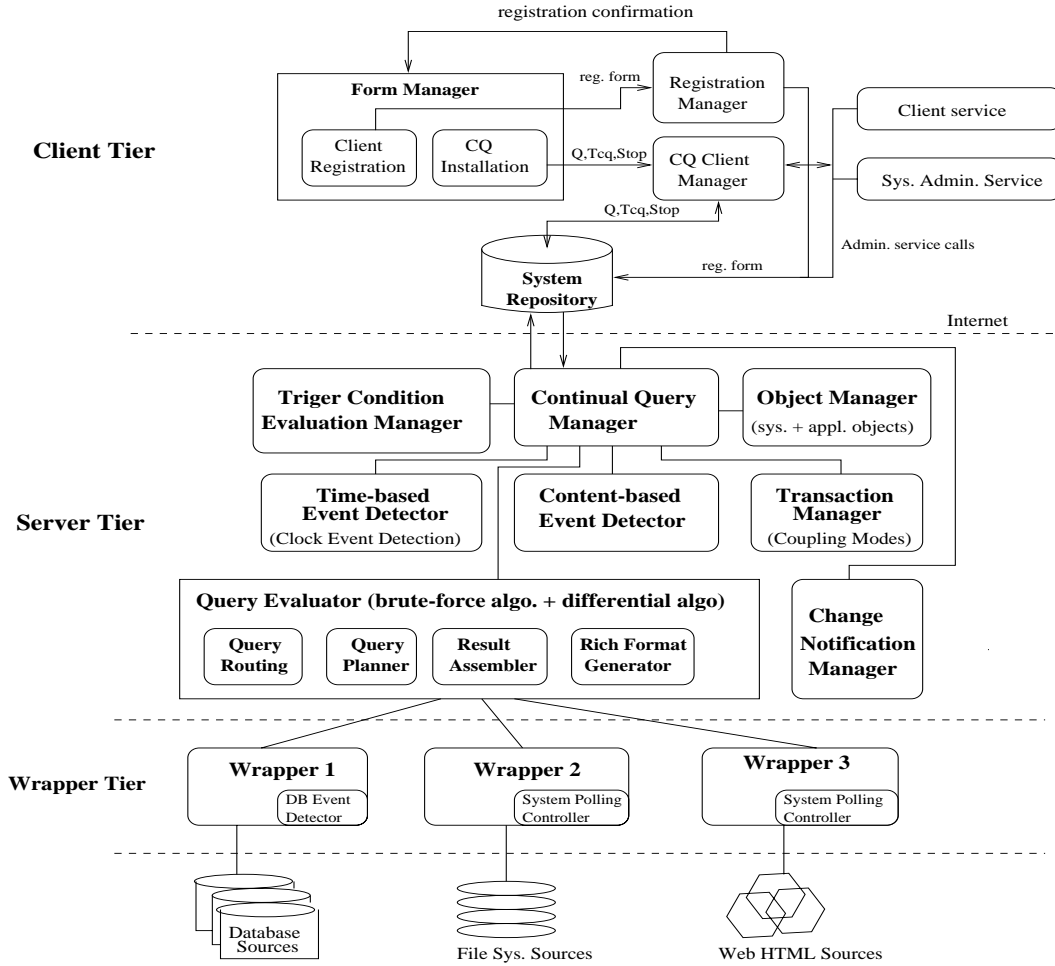 registration confirmation
Form Manager
reg. form
Registration
Manager
Client
Registration
CQ
Installation
Q,Tcq,Stop
CQ Client
Manager
Client service
Sys. Admin. Service
Client Tier
Q,Tcq,Stop
Admin. service calls
reg. form
System
Repository
Internet
Triger Condition
Evaluation Manager
Continual Query
Manager
Object Manager
(sys. + appl. objects)
Server Tier
Time-based
Event Detector
(Clock Event Detection)
Content-based
Event Detector
Transaction
Manager
(Coupling Modes)
Query Evaluator (brute-force algo. + differential algo)
Query
Routing
Query
Planner
Result
Assembler
Rich Format
Generator
Change
Notification
Manager
Wrapper Tier
Wrapper 1
DB Event
Detector
Wrapper 2
System Polling
Controller
Wrapper 3
System Polling
Controller
Database
Sources
File Sys. Sources
Web HTML Sources